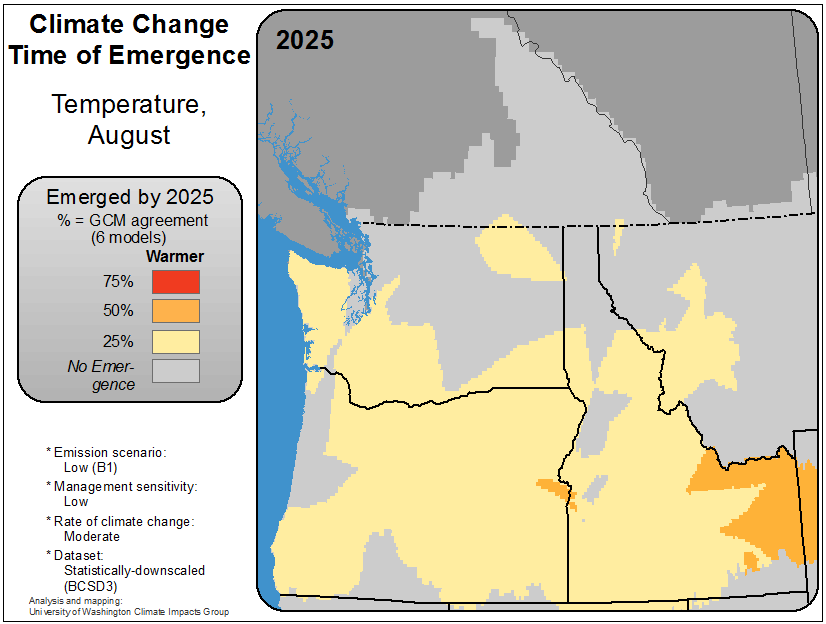 Climate Change
Time of Emergence
Temperature,
August
2025
Emerged by 2025
% = GCM agreement
(6 models)
Warmer
75%
50%
25%
No Emer-
gence
* Emission scenario:
Low (B1)
* Management sensitivity:
Low
* Rate of climate change:
Moderate
* Dataset:
Statistically-downscaled
(BCSD3)
Analysis and mapping:
University of Washington Climate Impacts Group